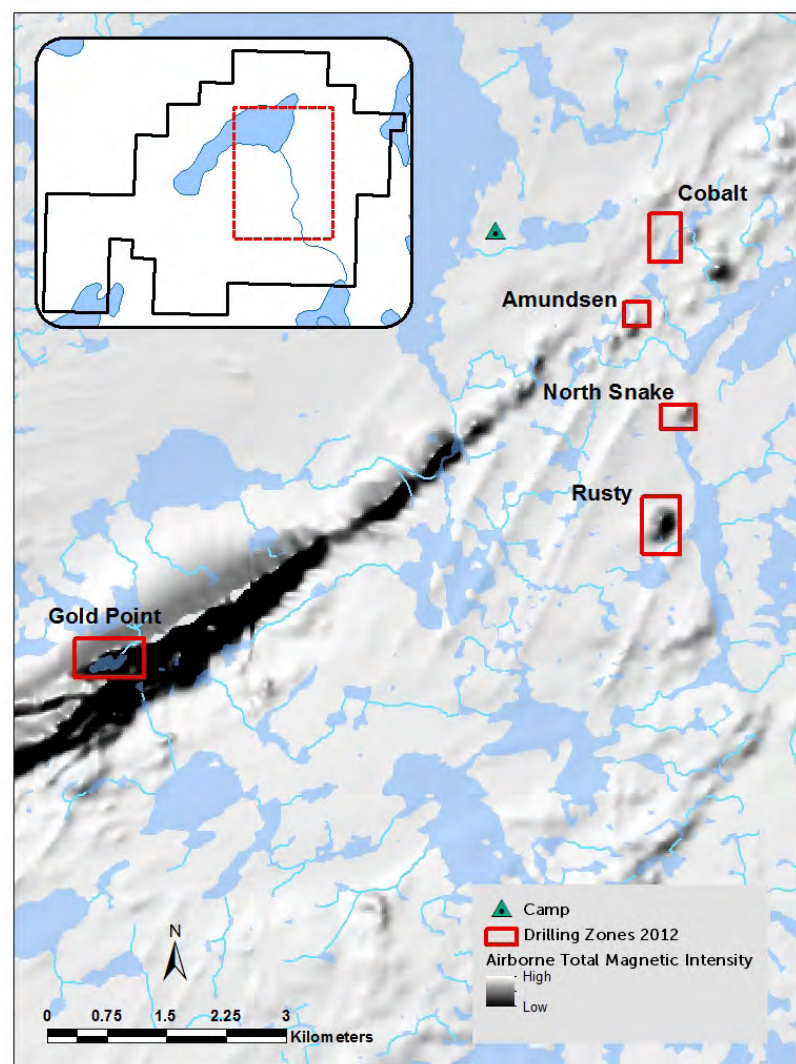 Cobalt
Amundsen
North Snake
Rusty
Gold Point
N
0 0.75 1.5 2.25 3
Kilometers
Camp
Drilling Zones 2012
Airborne Total Magnetic Intensity
High
Low